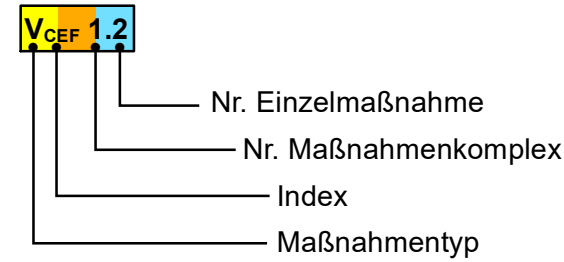 VCEF 1.2
Nr. Einzelmaßnahme
Nr. Maßnahmenkomplex
Index
Maßnahmentyp